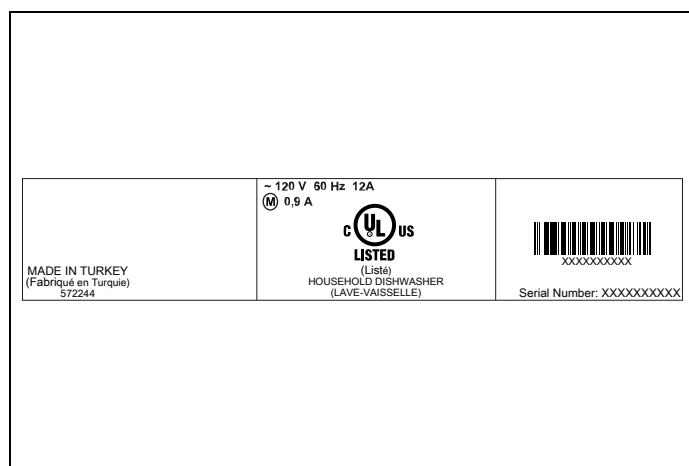 MADE IN TURKEY
(Fabriqué en Turquie)
572244
~ 120 V 60 Hz 12A
M 0,9 A
C UL US
LISTED
(Listé)
HOUSEHOLD DISHWASHER
(LAVE-VAISSELLE)
XXXXXXXXXX
Serial Number: XXXXXXXXXX